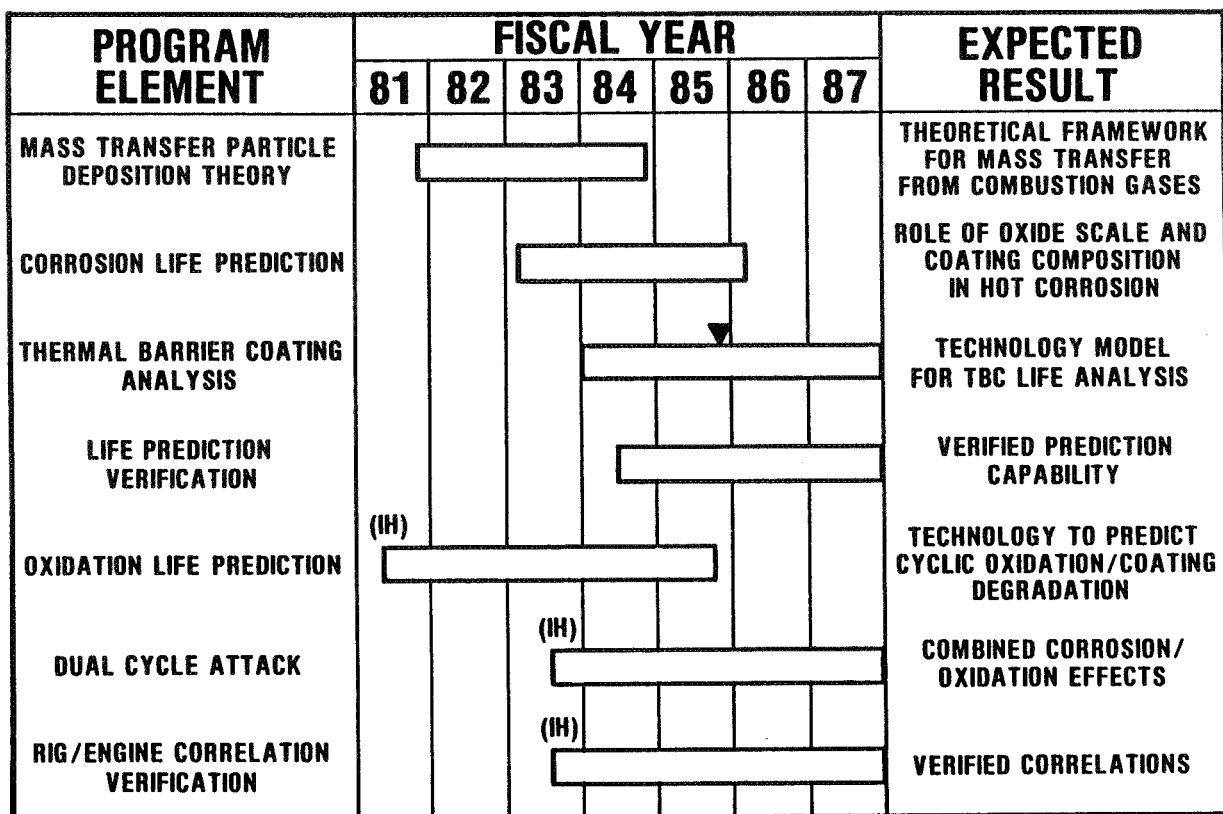 PROGRAM
ELEMENT
FISCAL YEAR
81 82 83 84 85 86 87
EXPECTED
RESULT
MASS TRANSFER PARTICLE
DEPOSITION THEORY
THEORETICAL FRAMEWORK
FOR MASS TRANSFER
FROM COMBUSTION GASES
CORROSION LIFE PREDICTION
ROLE OF OXIDE SCALE AND
COATING COMPOSITION
IN HOT CORROSION
THERMAL BARRIER COATING
ANALYSIS
TECHNOLOGY MODEL
FOR TBC LIFE ANALYSIS
LIFE PREDICTION
VERIFICATION
VERIFIED PREDICTION
CAPABILITY
(IH)
OXIDATION LIFE PREDICTION
TECHNOLOGY TO PREDICT
CYCLIC OXIDATION/COATING
DEGRADATION
(IH)
DUAL CYCLE ATTACK
COMBINED CORROSION/
OXIDATION EFFECTS
(IH)
RIG/ENGINE CORRELATION
VERIFICATION
VERIFIED CORRELATIONS